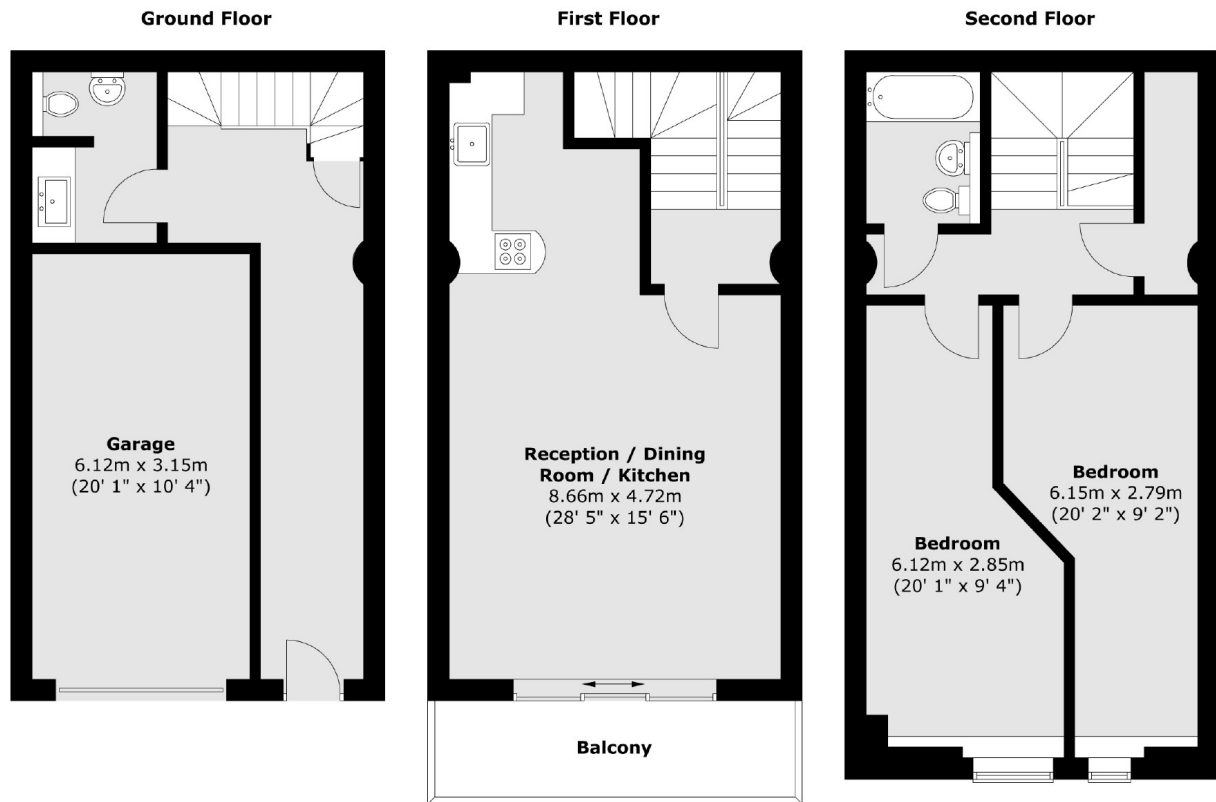 Ground Floor
First Floor
Second Floor
Garage
6.12m x 3.15m
(20' 1" x 10' 4")
Reception / Dining
Room / Kitchen
8.66m x 4.72m
(28' 5" x 15' 6")
Balcony
Bedroom
6.12m x 2.85m
(20' 1" x 9' 4")
Bedroom
6.15m x 2.79m
(20' 2" x 9' 2")